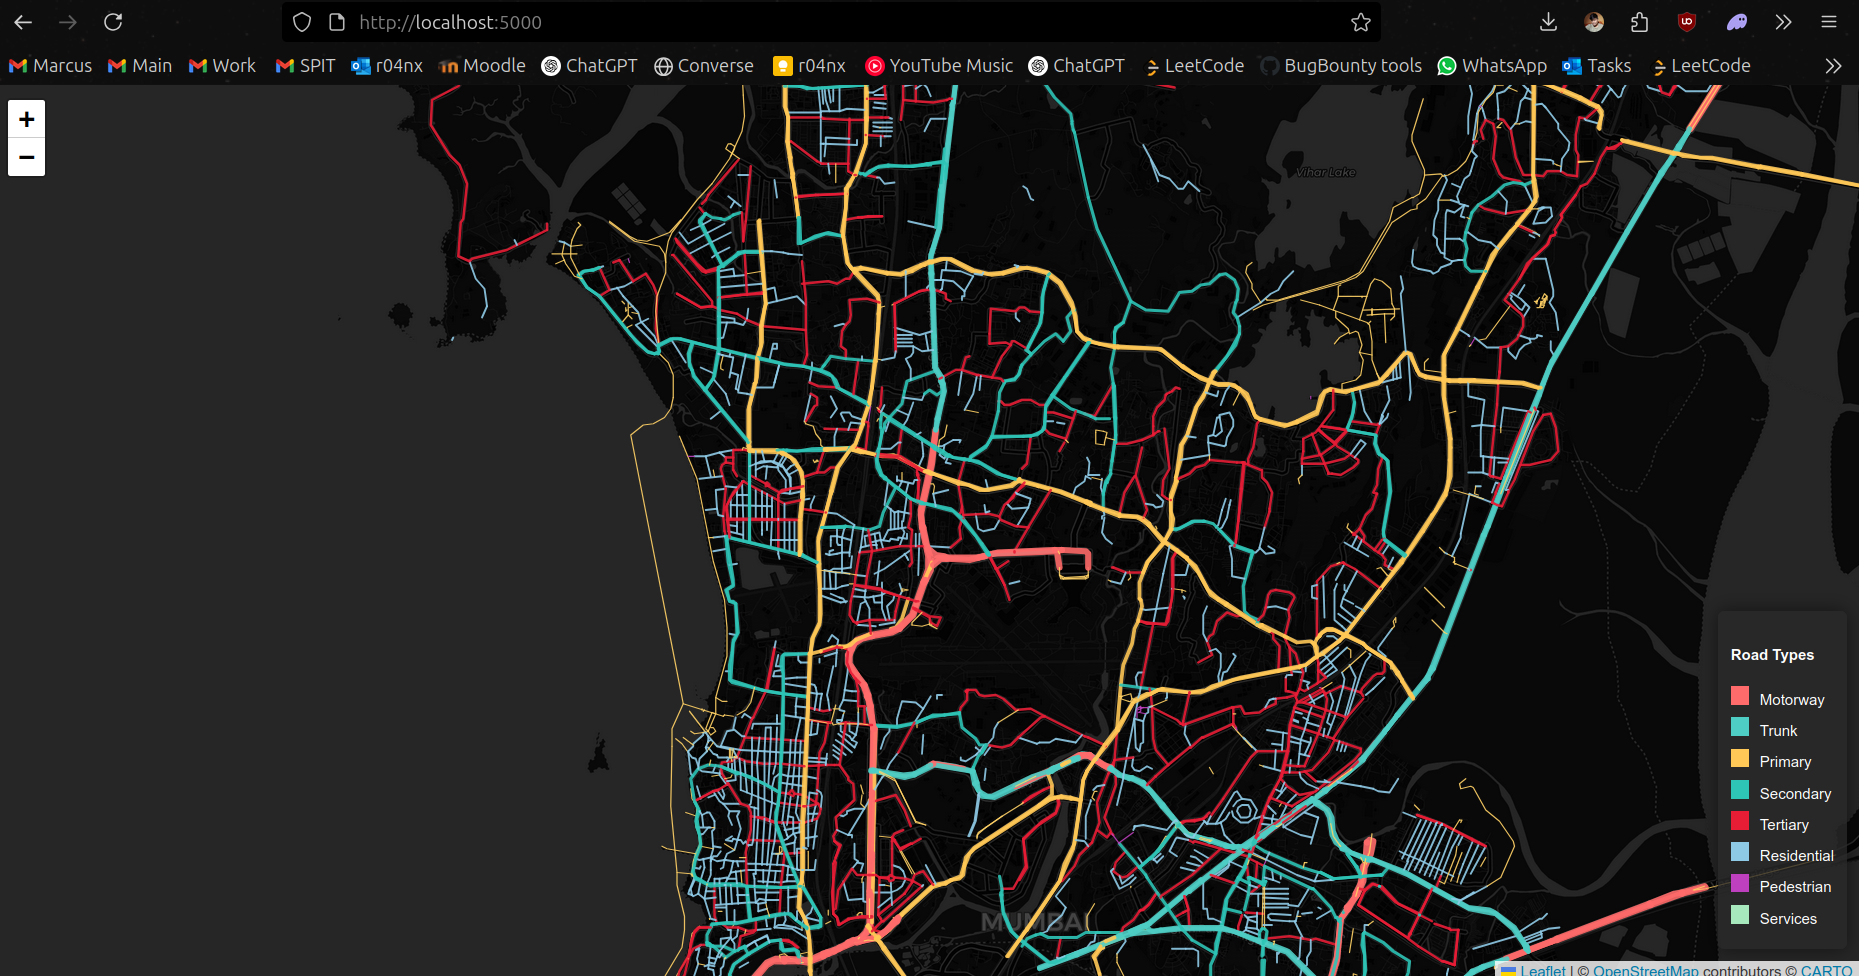 http://localhost:5000
Marcus Main Work SPIT r04nx Moodle ChatGPT Converse r04nx YouTube Music ChatGPT LeetCode BugBounty tools WhatsApp Tasks LeetCode
+
−
Vihar Lake
Road Types
Motorway
Trunk
Primary
Secondary
Tertiary
Residential
Pedestrian
Services
MUMBAI
Leaflet | © OpenStreetMap contributors © CARTO